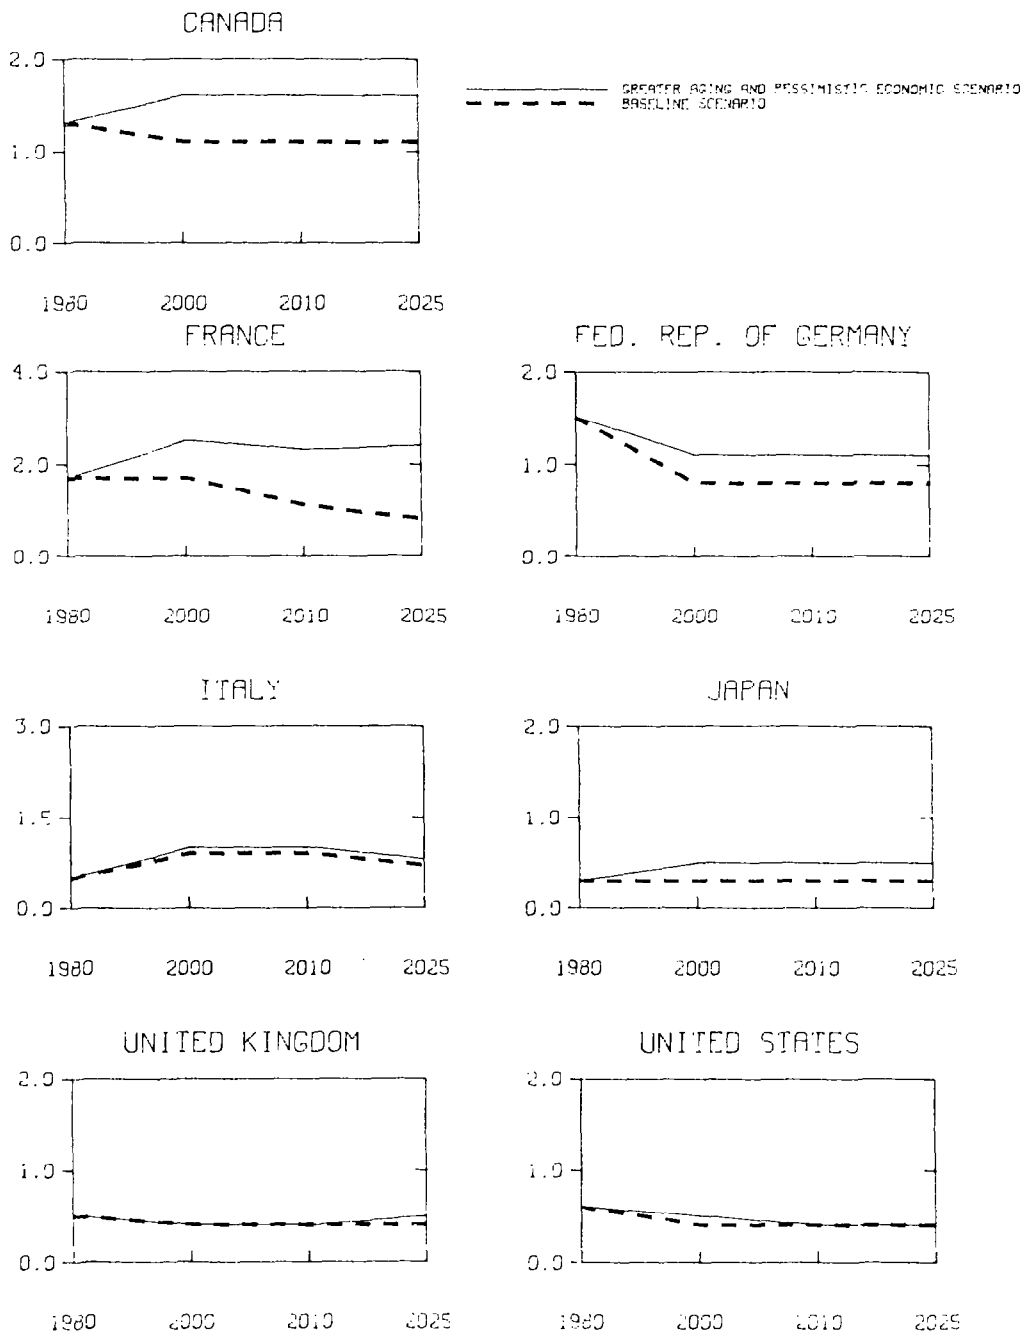 CANADA
2.0
1.0
0.0
1980 2000 2010 2025
GREATER AGING AND PESSIMISTIC ECONOMIC SCENARIO
BASELINE SCENARIO
FRANCE
4.0
2.0
0.0
1980 2000 2010 2025
FED. REP. OF GERMANY
2.0
1.0
0.0
1980 2000 2010 2025
ITALY
3.0
1.5
0.0
1980 2000 2010 2025
JAPAN
2.0
1.0
0.0
1980 2000 2010 2025
UNITED KINGDOM
2.0
1.0
0.0
1980 2000 2010 2025
UNITED STATES
2.0
1.0
0.0
1980 2000 2010 2025